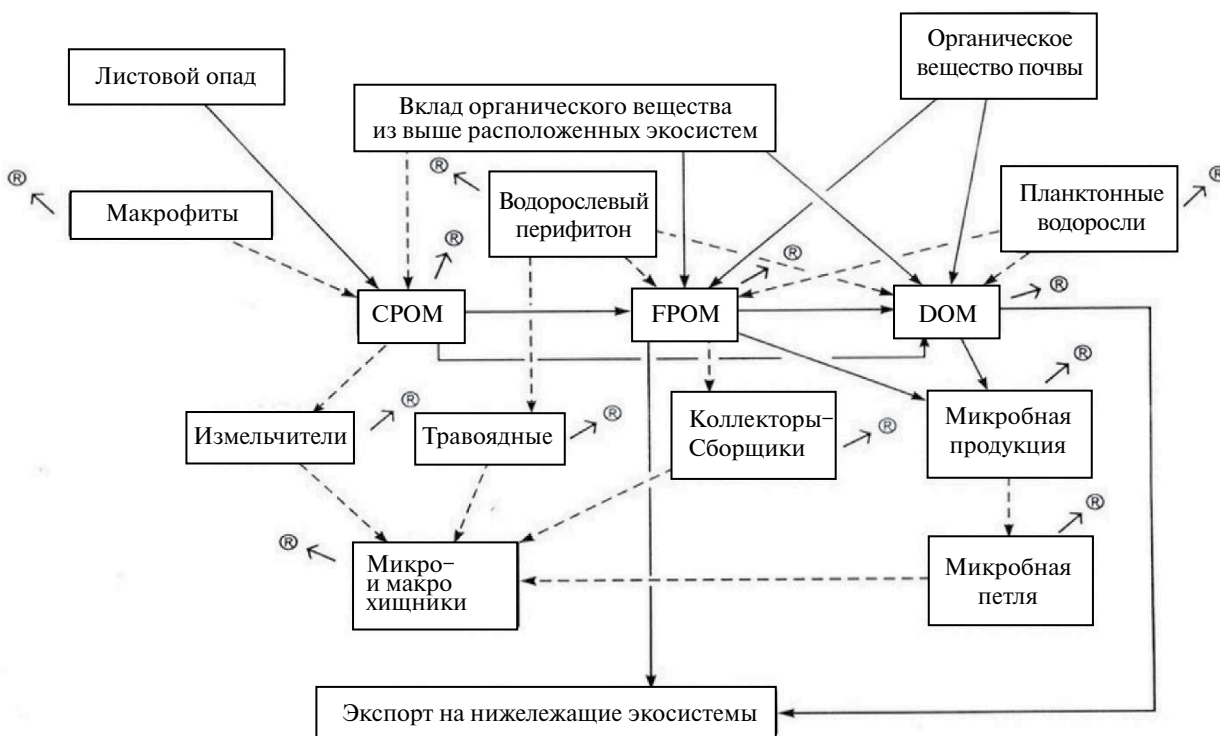 Органическое
вещество почвы
Листовой опад
Вклад органического вещества
из выше расположенных экосистем
®
®
®
Макрофиты
Водорослевый
перифитон
Планктонные
водоросли
®
®
®
CPOM
FPOM
DOM
®
®
®
®
Измельчители
Травоядные
Коллекторы-
Сборщики
Микробная
продукция
®
®
Микро-
и макро
хищники
Микробная
петля
Экспорт на нижележащие экосистемы